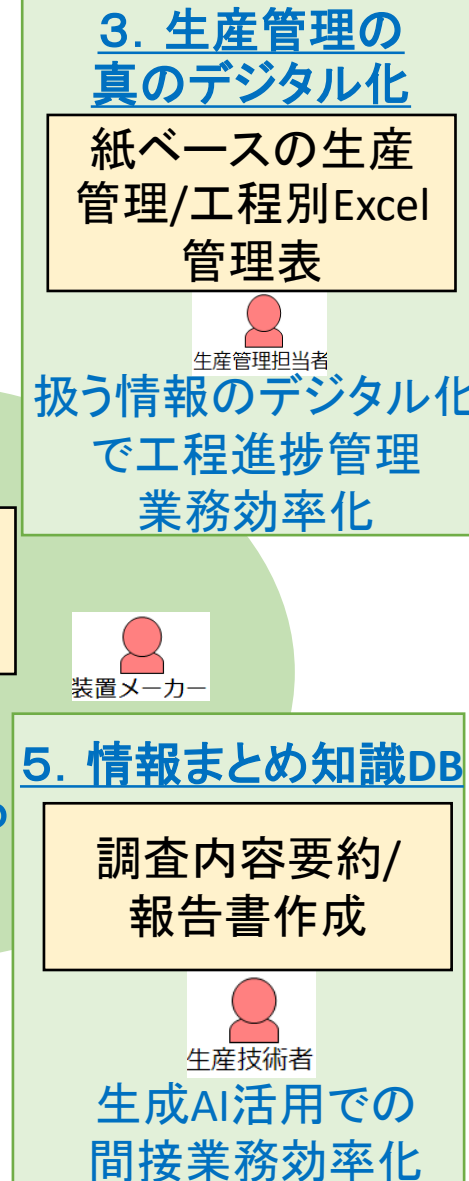 ３．生産管理の
真のデジタル化
紙ベースの生産
管理/工程別Excel
管理表
生産管理担当者
扱う情報のデジタル化
で工程進捗管理
業務効率化
装置メーカー
５．情報まとめ知識DB
調査内容要約/
報告書作成
生産技術者
生成AI活用での
間接業務効率化